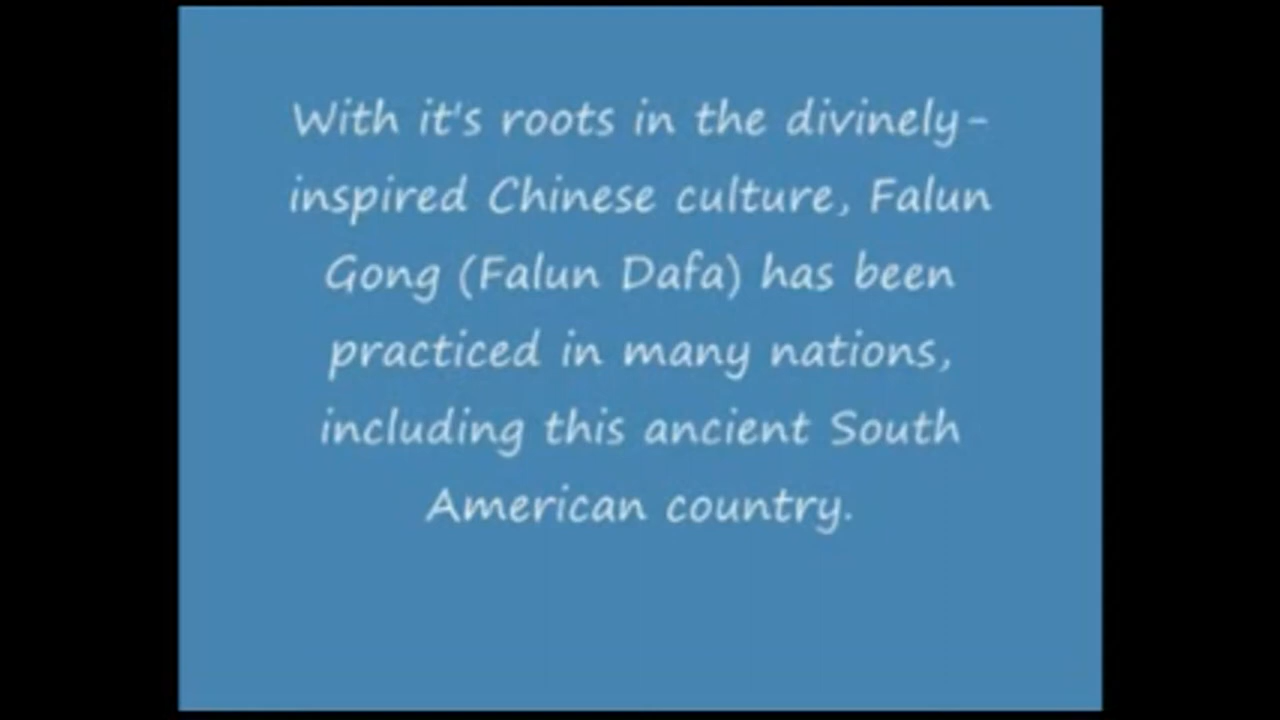 With it's roots in the divinely-
inspired Chinese culture, Falun
Gong (Falun Dafa) has been
practiced in many nations,
including this ancient South
American country.